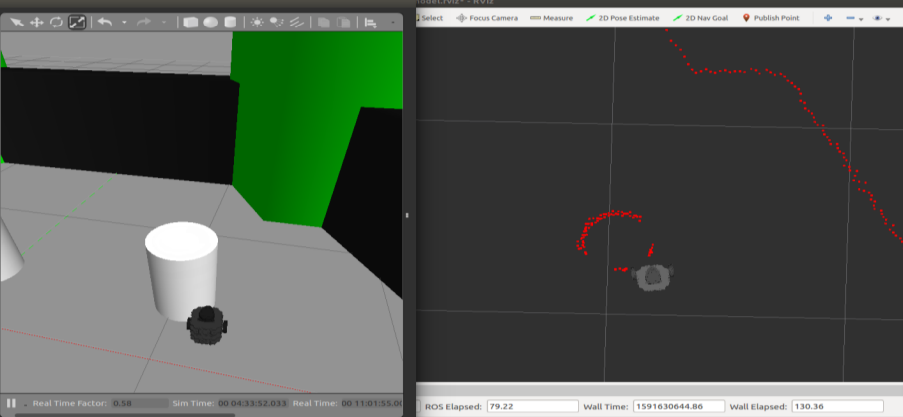 model.rviz* - RViz
Select Focus Camera Measure 2D Pose Estimate 2D Nav Goal Publish Point
Real Time Factor: 0.58 Sim Time: 00 04:33:52.033 Real Time: 00 11:01:55.00
ROS Elapsed: 79.22 Wall Time: 1591630644.86 Wall Elapsed: 130.36